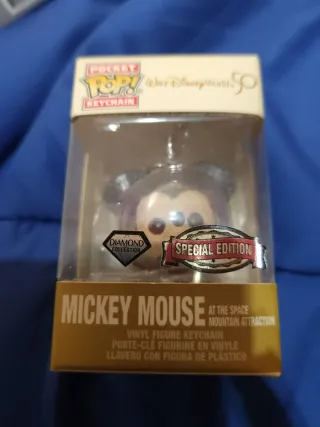 POCKET
POP!
KEYCHAIN
Walt Disney World 50
DIAMOND
COLLECTION
SPECIAL EDITION
MICKEY MOUSE AT THE SPACE
MOUNTAIN ATTRACTION
VINYL FIGURE KEYCHAIN
PORTE-CLÉ FIGURINE EN VINYLE
LLAVERO CON FIGURA DE PLÁSTICO